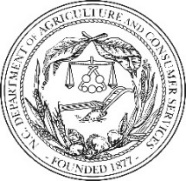 N.C. DEPARTMENT OF AGRICULTURE AND CONSUMER SERVICES
- FOUNDED 1877 -